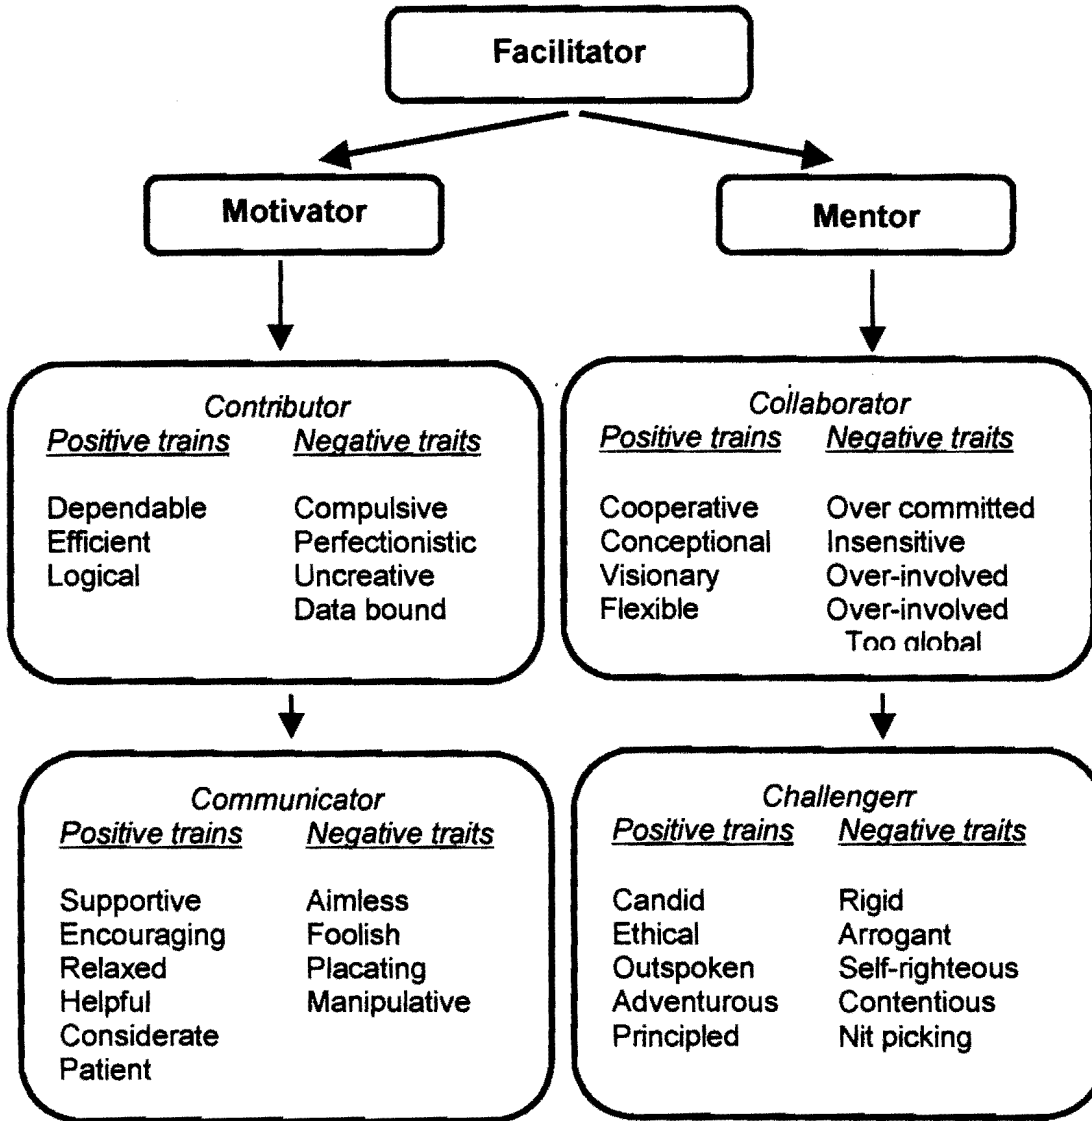 Facilitator
Motivator
Mentor
Contributor
Positive trains Negative traits
Dependable Compulsive
Efficient Perfectionistic
Logical Uncreative
Data bound
Collaborator
Positive trains Negative traits
Cooperative Over committed
Conceptional Insensitive
Visionary Over-involved
Flexible Over-involved
Too global
Communicator
Positive trains Negative traits
Supportive Aimless
Encouraging Foolish
Relaxed Placating
Helpful Manipulative
Considerate
Patient
Challengerr
Positive trains Negative traits
Candid Rigid
Ethical Arrogant
Outspoken Self-righteous
Adventurous Contentious
Principled Nit picking